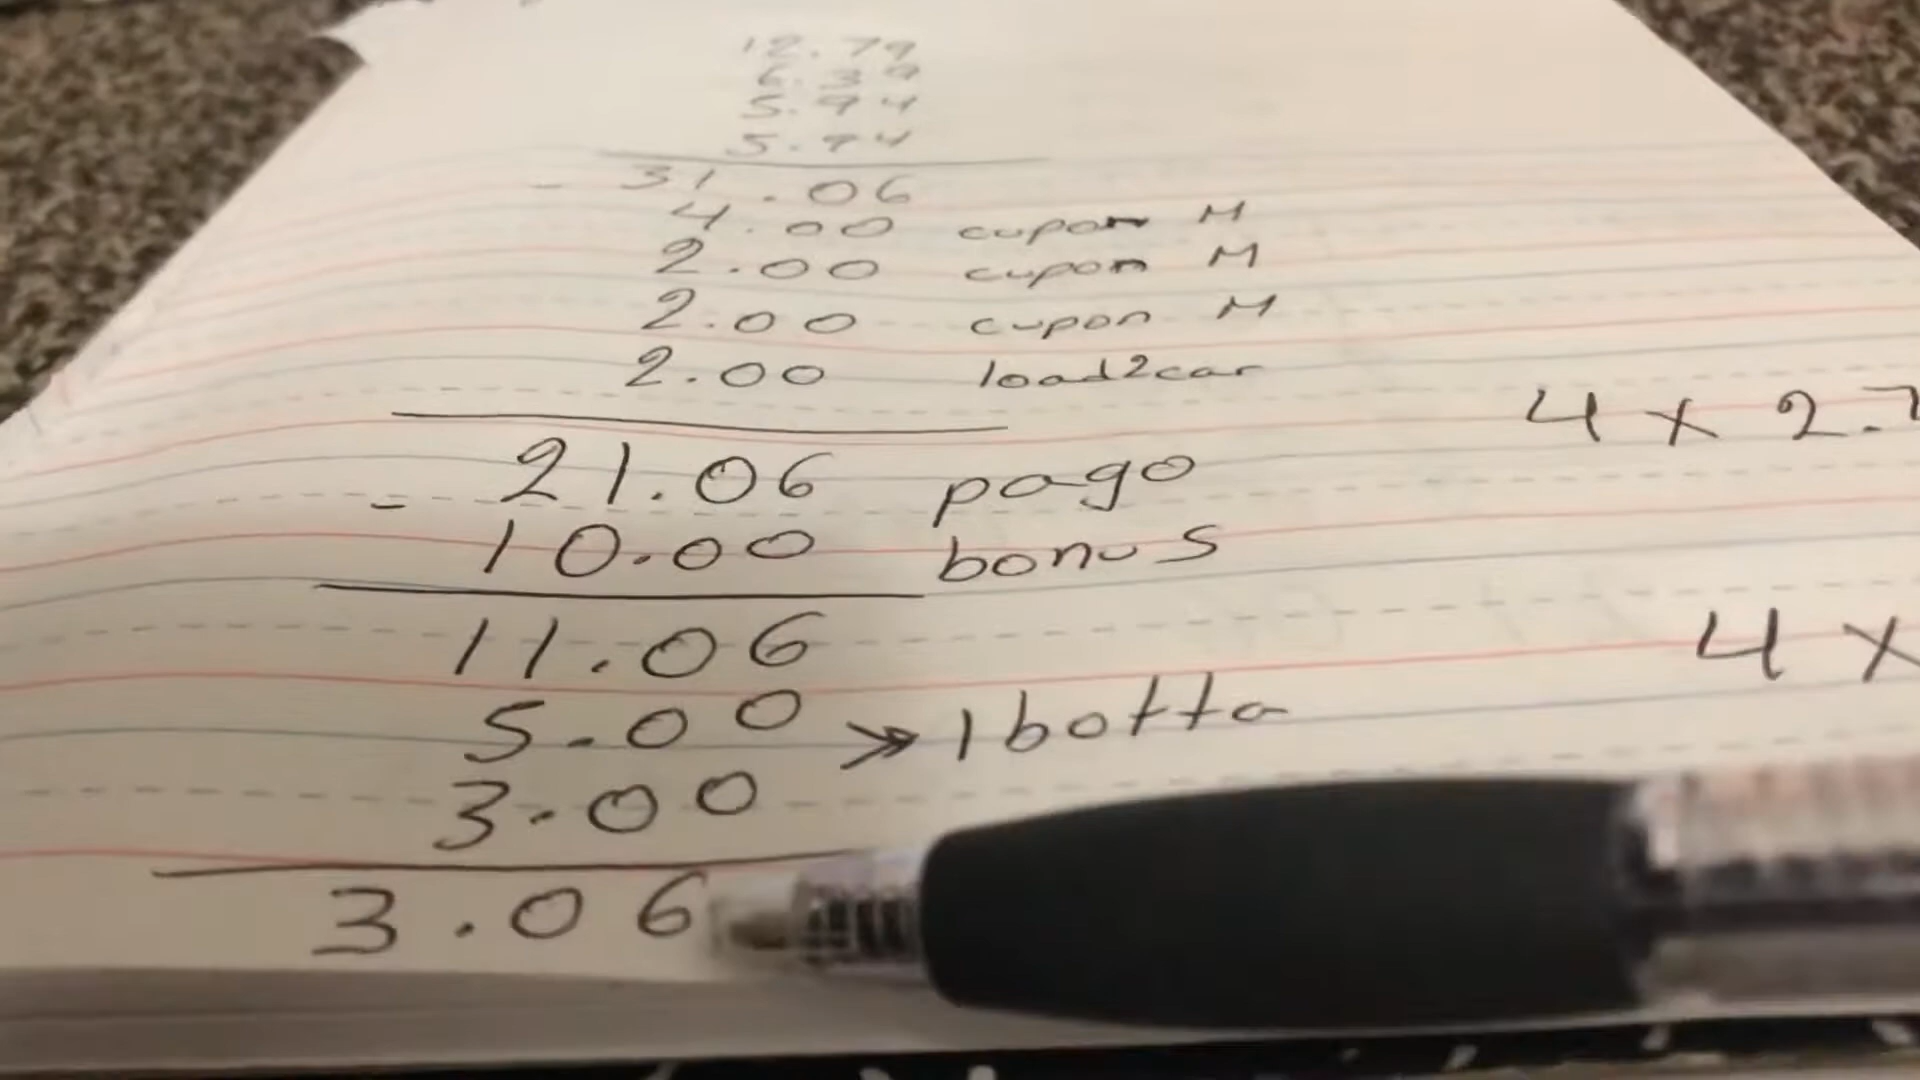 12.79
6.39
5.94
5.94
- 31.06
4.00 cupon M
2.00 cupon M
2.00 cupon M
2.00 load2car
4 x 2.7
21.06 pago
- 10.00 bonus
11.06
4 x
5.00 > Ibotta
3.00
3.06